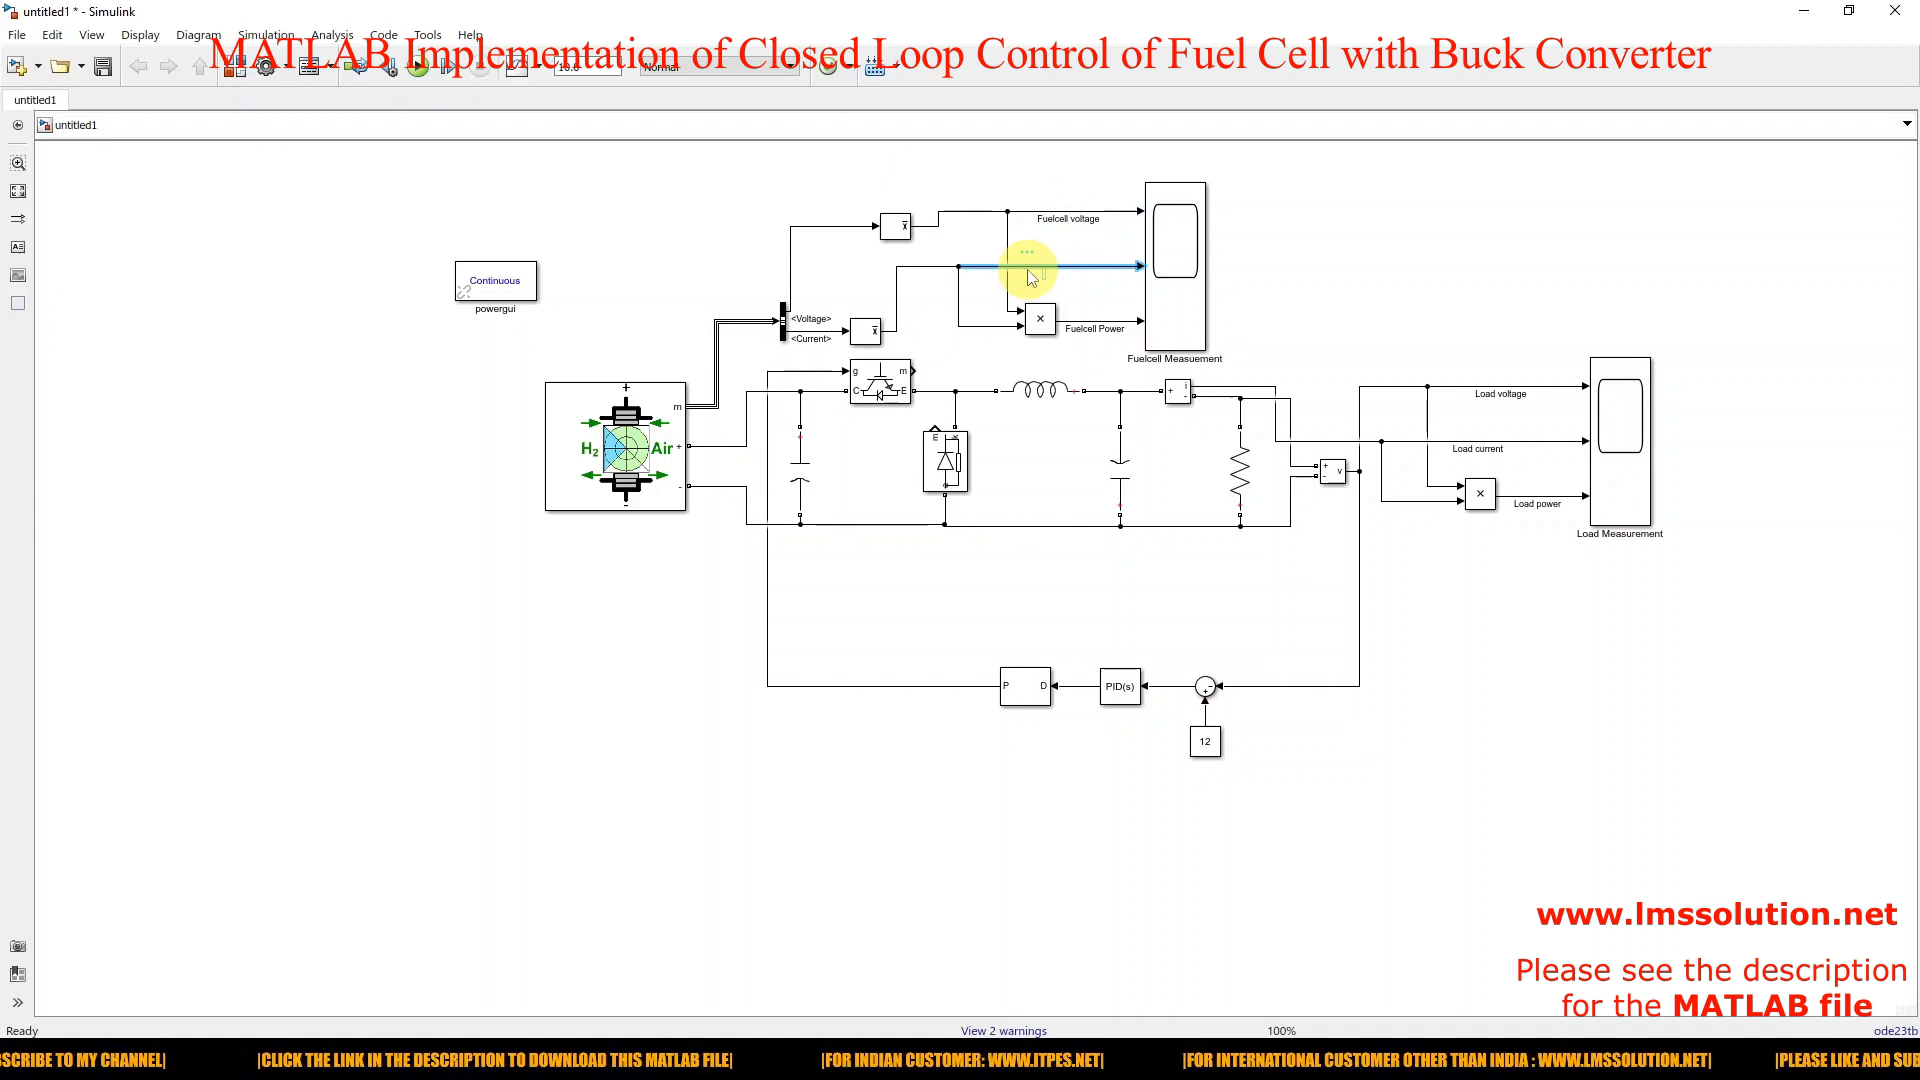 untitled1 * - Simulink
File Edit View Display Diagram Simulation Analysis Code Tools Help
MATLAB Implementation of Closed Loop Control of Fuel Cell with Buck Converter
10.0 Normal
untitled1
untitled1
Fuelcell voltage
Continuous
powergui
<Voltage>
<Current>
Fuelcell Power
Fuelcell Measuement
g m
C E
i
m
H₂ Air
m
+
-
Load voltage
Load current
v
Load power
Load Measurement
P D
PID(s)
12
www.lmssolution.net
Please see the description
for the MATLAB file
Ready View 2 warnings 100% ode23tb
SCRIBE TO MY CHANNEL| |CLICK THE LINK IN THE DESCRIPTION TO DOWNLOAD THIS MATLAB FILE| |FOR INDIAN CUSTOMER: WWW.ITPES.NET| |FOR INTERNATIONAL CUSTOMER OTHER THAN INDIA : WWW.LMSSOLUTION.NET| |PLEASE LIKE AND SUB